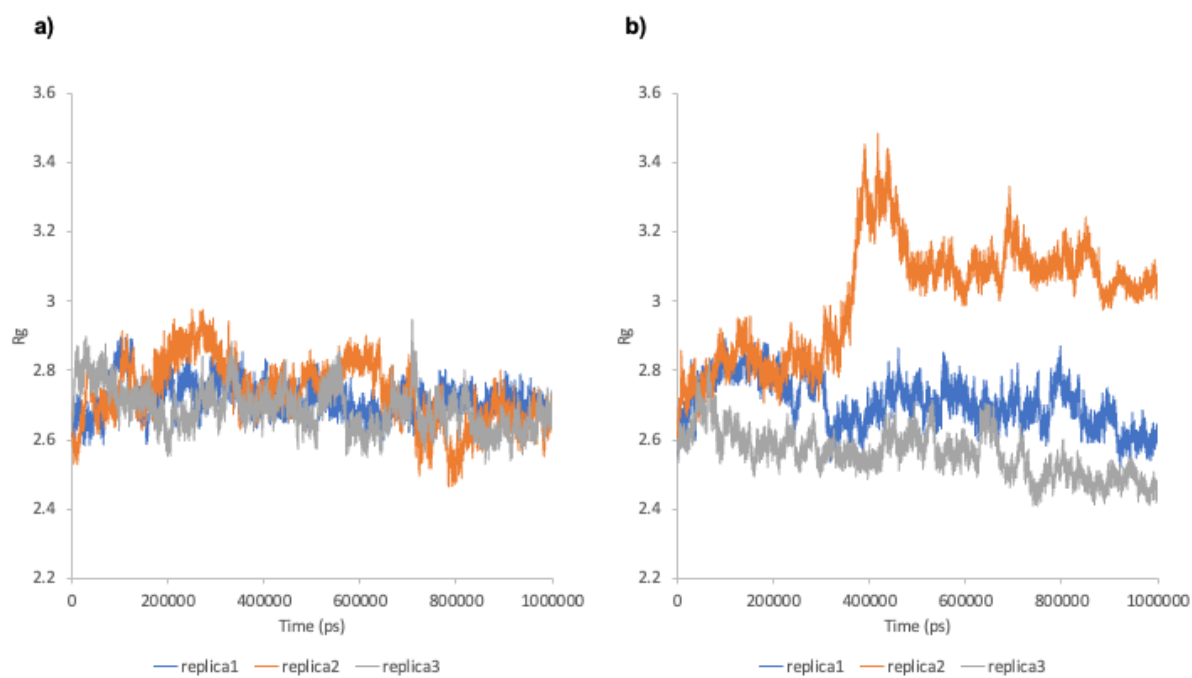 a)
3.6
3.4
3.2
3
2.8
2.6
2.4
2.2
Rg
0 200000 400000 600000 800000 1000000
Time (ps)
replica1 replica2 replica3
b)
3.6
3.4
3.2
3
2.8
2.6
2.4
2.2
Rg
0 200000 400000 600000 800000 1000000
Time (ps)
replica1 replica2 replica3